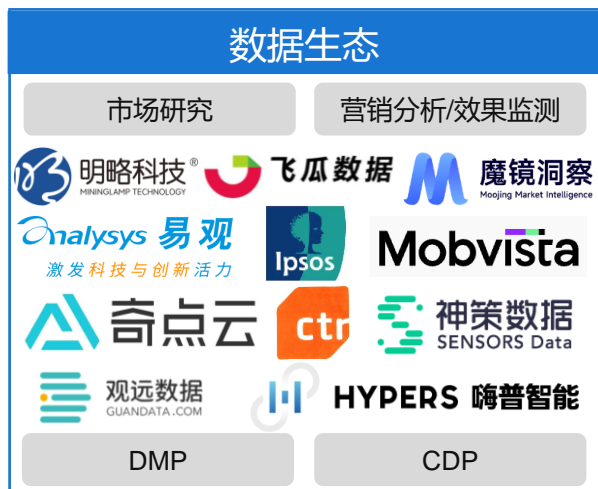 数据生态
市场研究
营销分析/效果监测
明略科技®
MININGLAMP TECHNOLOGY
飞瓜数据
魔镜洞察
Moojing Market Intelligence
analysys 易观
激发科技与创新活力
Ipsos
Mobvista
奇点云
ctr
神策数据
SENSORS Data
观远数据
GUANDATA.COM
HYPERS 嗨普智能
DMP
CDP